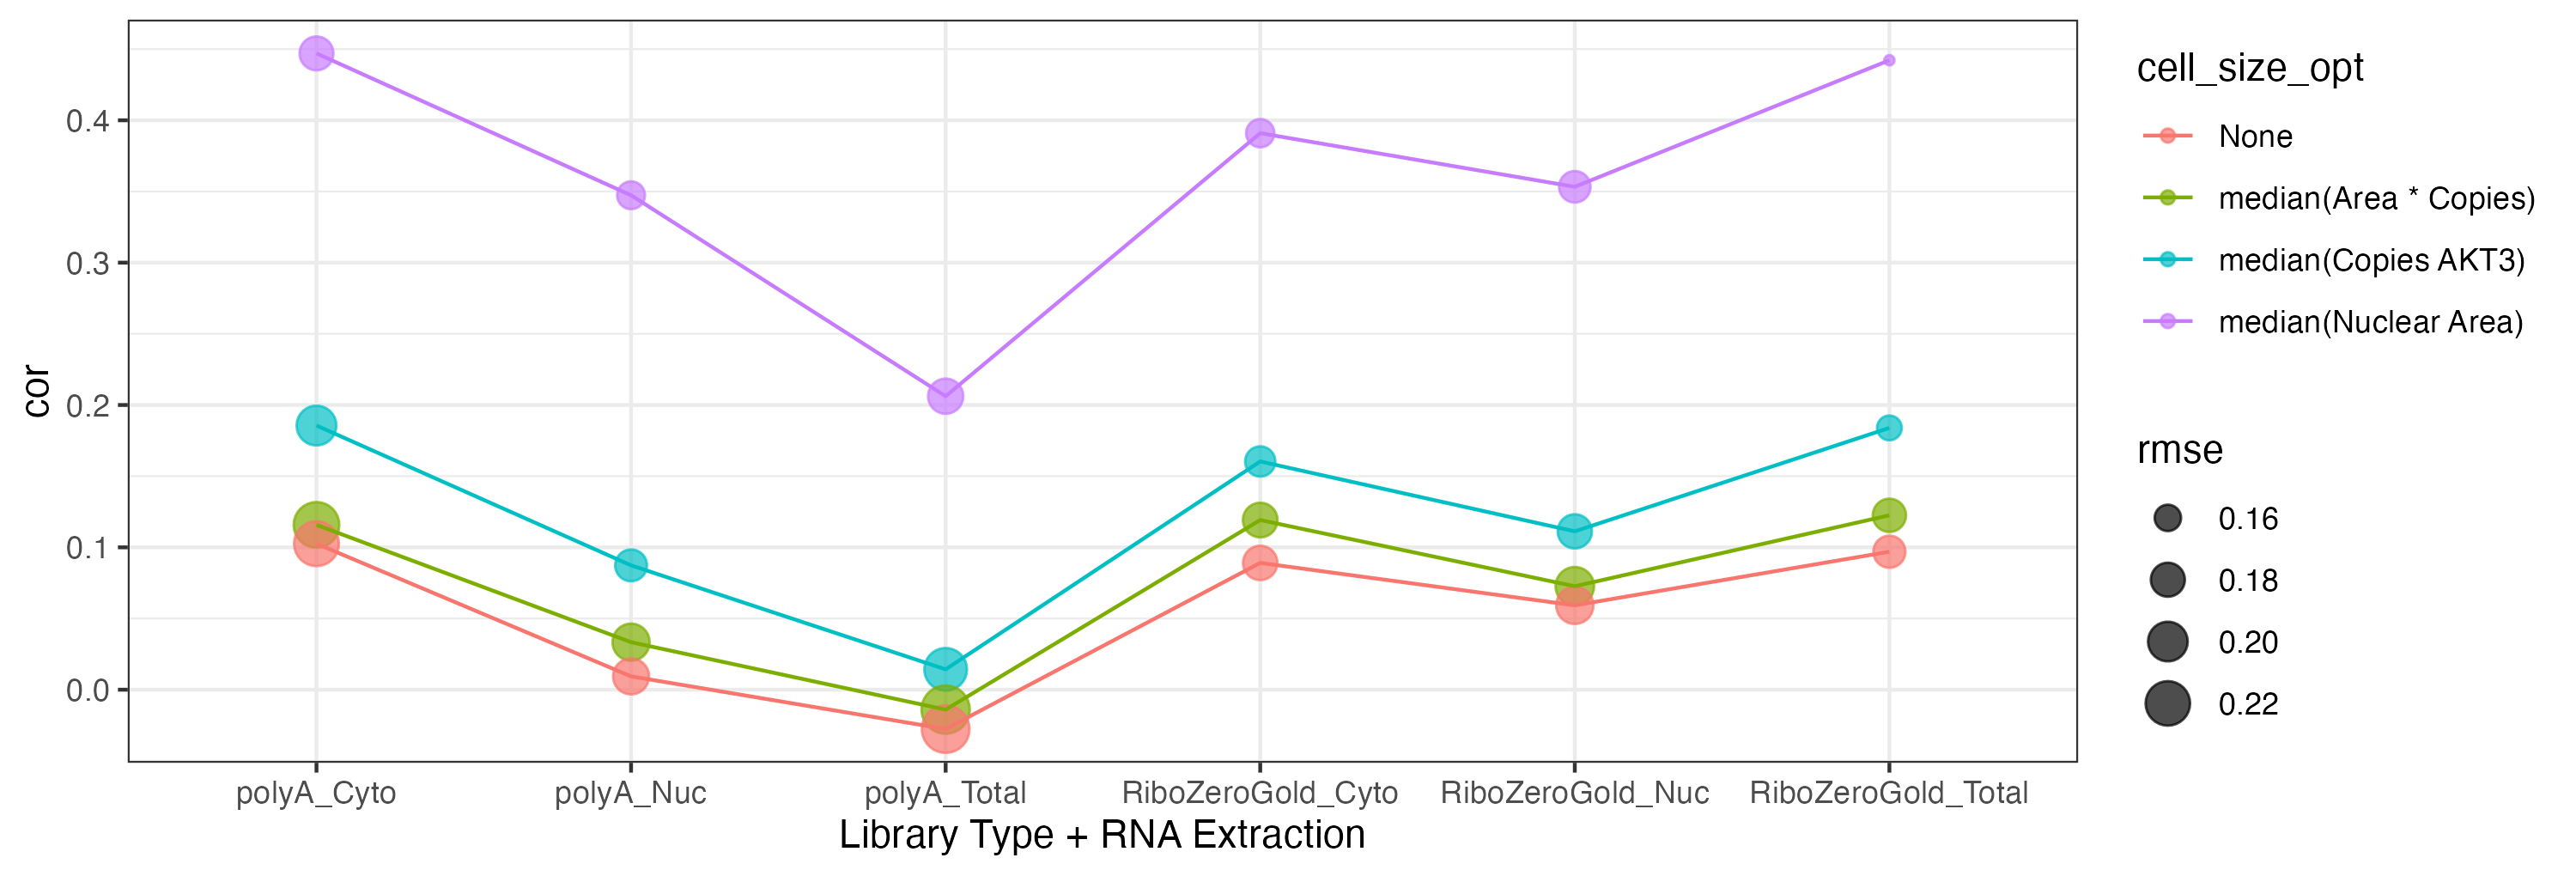 cor
0.4
0.3
0.2
0.1
0.0
polyA_Cyto polyA_Nuc polyA_Total RiboZeroGold_Cyto RiboZeroGold_Nuc RiboZeroGold_Total
Library Type + RNA Extraction
cell_size_opt
None
median(Area * Copies)
median(Copies AKT3)
median(Nuclear Area)
rmse
0.16
0.18
0.20
0.22